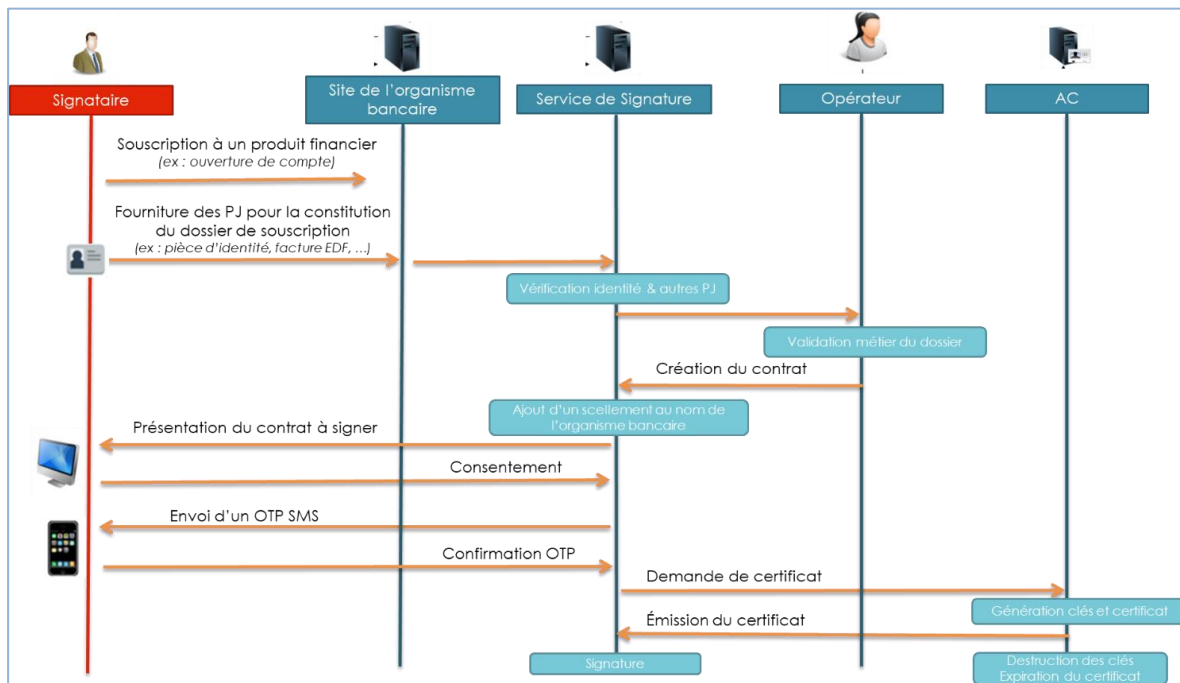 Signataire
Site de l'organisme
bancaire
Service de Signature
Opérateur
AC
Souscription à un produit financier
(ex : ouverture de compte)
Fourniture des PJ pour la constitution
du dossier de souscription
(ex : pièce d'identité, facture EDF, ...)
Vérification identité & autres PJ
Validation métier du dossier
Création du contrat
Ajout d'un scellement au nom de
l'organisme bancaire
Présentation du contrat à signer
Consentement
Envoi d'un OTP SMS
Confirmation OTP
Demande de certificat
Génération clés et certificat
Émission du certificat
Signature
Destruction des clés
Expiration du certificat